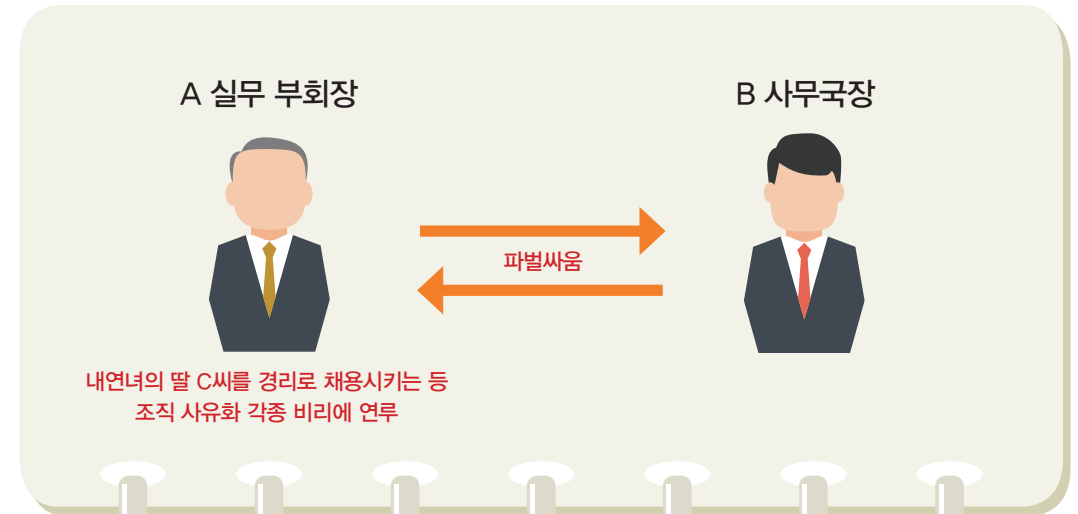 A 실무 부회장
B 사무국장
파벌싸움
내연녀의 딸 C씨를 경리로 채용시키는 등
조직 사유화 각종 비리에 연루